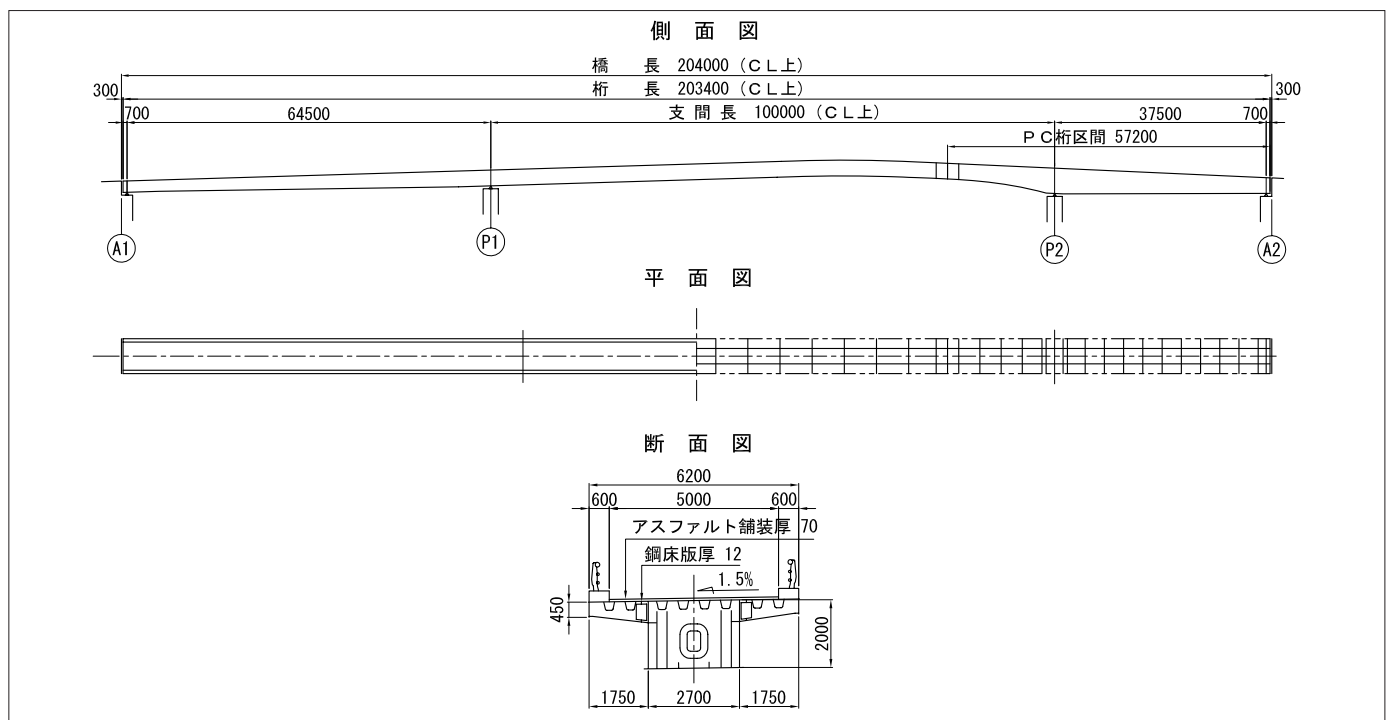 側 面 図
橋 長 204000 (CL上)
300 桁 長 203400 (CL上) 300
700 64500 支間長 100000 (CL上) 37500 700
PC桁区間 57200
A1 P1 P2 A2
平 面 図
断 面 図
6200
600 5000 600
アスファルト舗装厚 70
鋼床版厚 12
1.5%
450
2000
1750 2700 1750